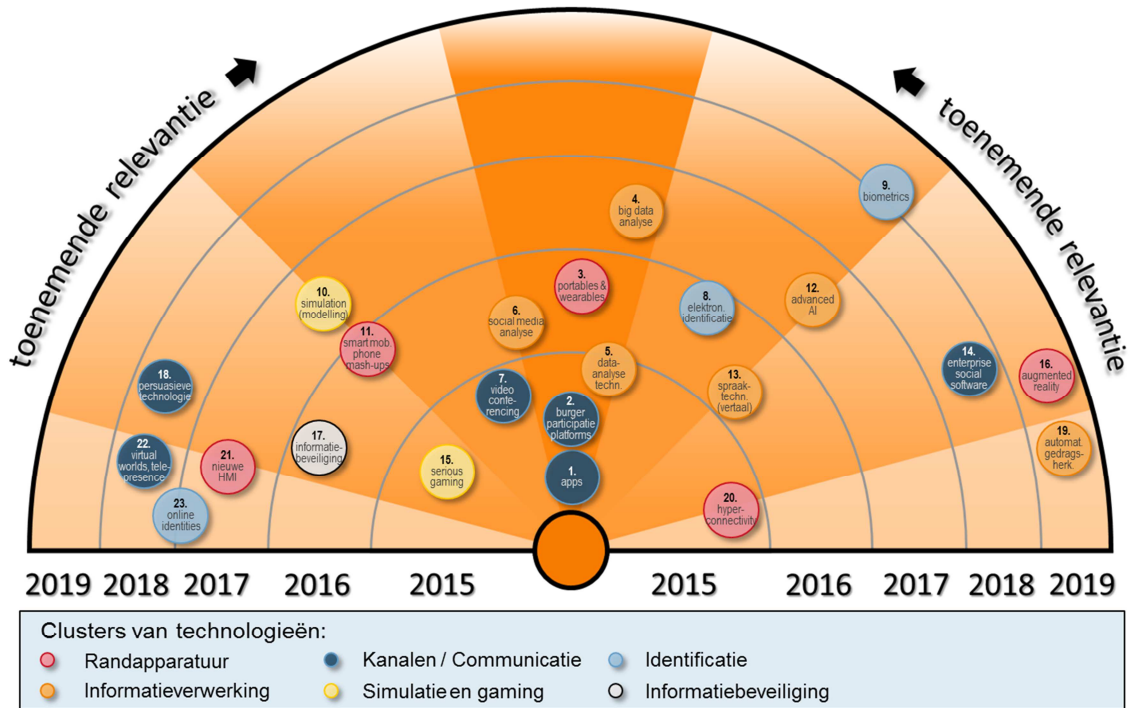 toenemende relevantie
toenemende relevantie
9.
biometrics
4.
big data
analyse
3.
portables &
wearables
10.
simulation
(modelling)
12.
advanced
AI
8.
elektron.
identificatie
6.
social media
analyse
11.
smart mob.
phone
mash-ups
5.
data-
analyse
techn.
14.
enterprise
social
software
16.
augmented
reality
18.
persuasieve
technologie
7.
video
confe-
rencing
13.
spraak-
techn.
(vertaal)
2.
burger
participatie
platforms
17.
informatie-
beveiliging
19.
automat.
gedrags-
herk.
22.
virtual
worlds, tele-
presence
21.
nieuwe
HMI
15.
serious
gaming
1.
apps
23.
online
identities
20.
hyper-
connectivity
2019 2018 2017 2016 2015 2015 2016 2017 2018 2019
Clusters van technologieën:
Randapparatuur Kanalen / Communicatie Identificatie
Informatieverwerking Simulatie en gaming Informatiebeveiliging